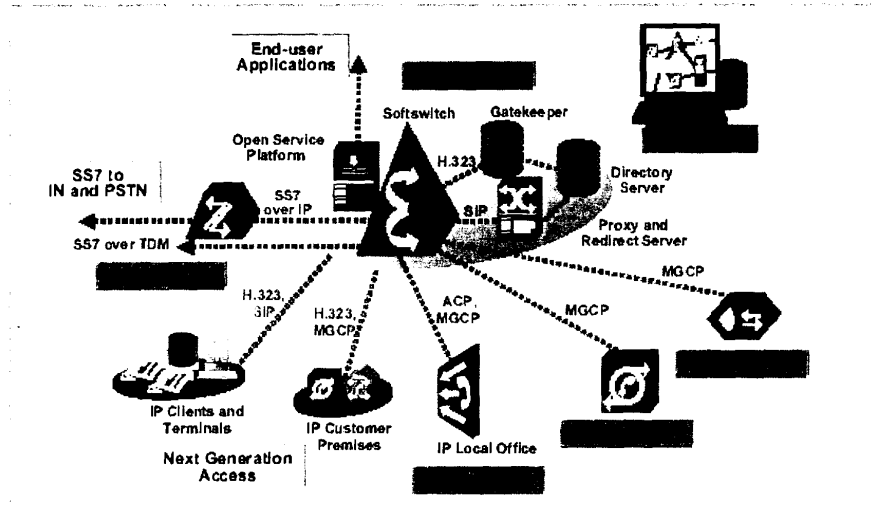 End-user
Applications
Softswitch
Gatekeeper
Open Service
Platform
H.323
Directory
Server
SS7 to
IN and PSTN
SS7
over IP
SIP
Proxy and
Redirect Server
SS7 over TDM
MGCP
H.323,
SIP
H.323,
MGCP
ACP,
MGCP
MGCP
IP Clients and
Terminals
IP Customer
Premises
IP Local Office
Next Generation
Access